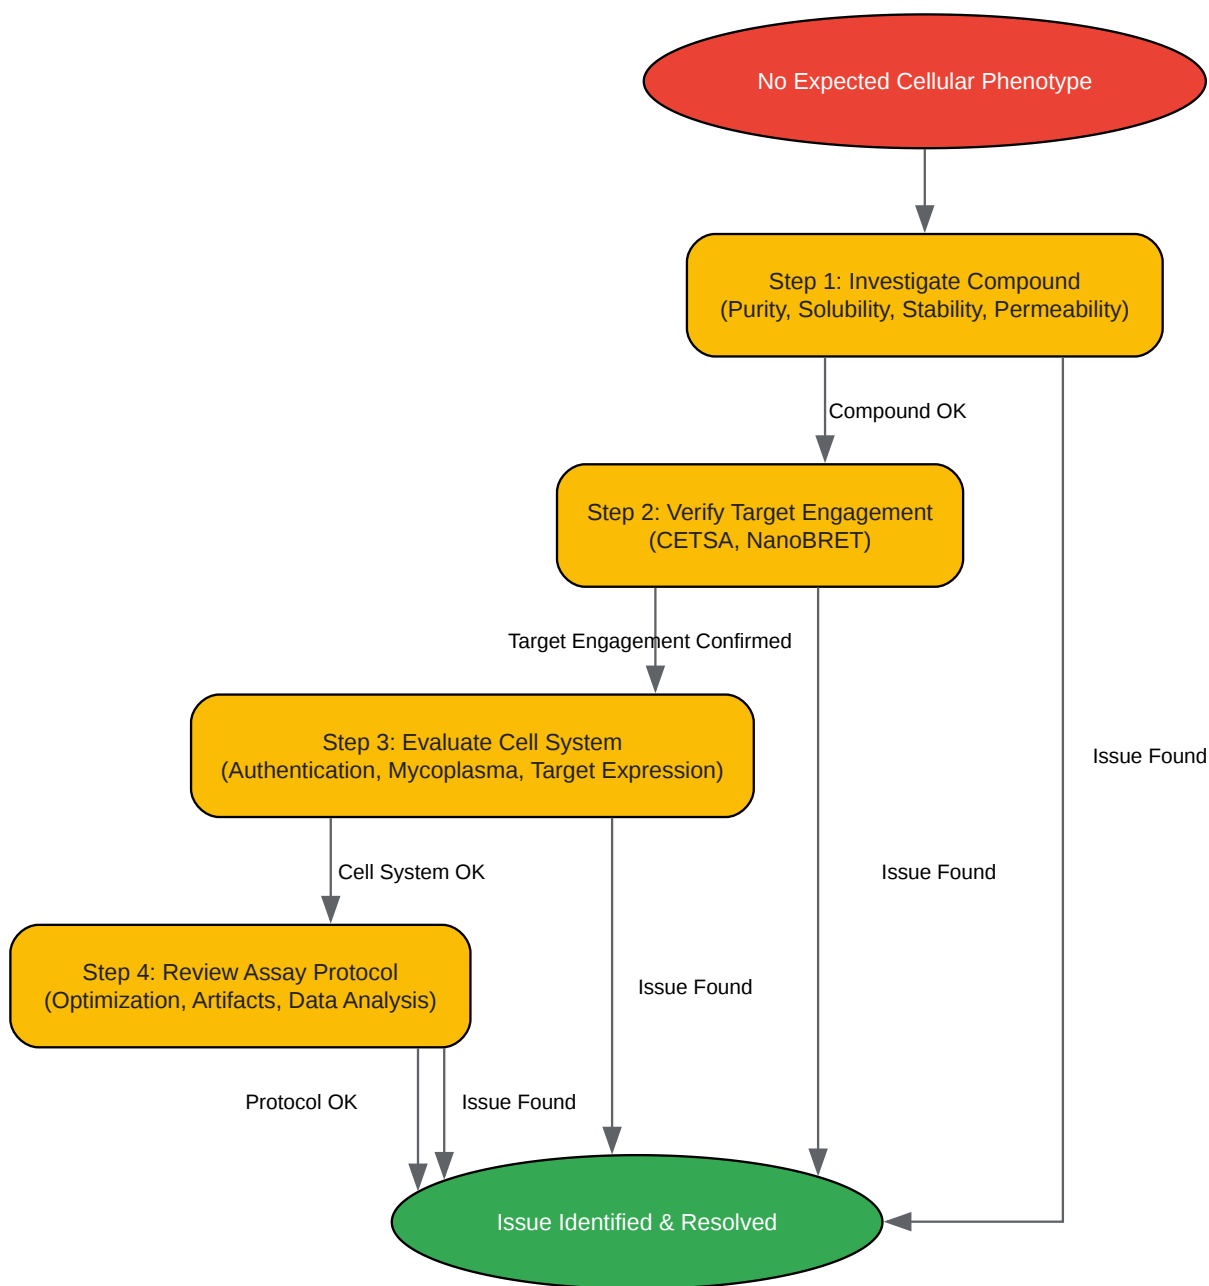 No Expected Cellular Phenotype
Step 1: Investigate Compound
(Purity, Solubility, Stability, Permeability)
Compound OK
Step 2: Verify Target Engagement
(CETSA, NanoBRET)
Target Engagement Confirmed
Step 3: Evaluate Cell System
(Authentication, Mycoplasma, Target Expression)
Issue Found
Cell System OK
Issue Found
Step 4: Review Assay Protocol
(Optimization, Artifacts, Data Analysis)
Issue Found
Protocol OK
Issue Found
Issue Identified & Resolved